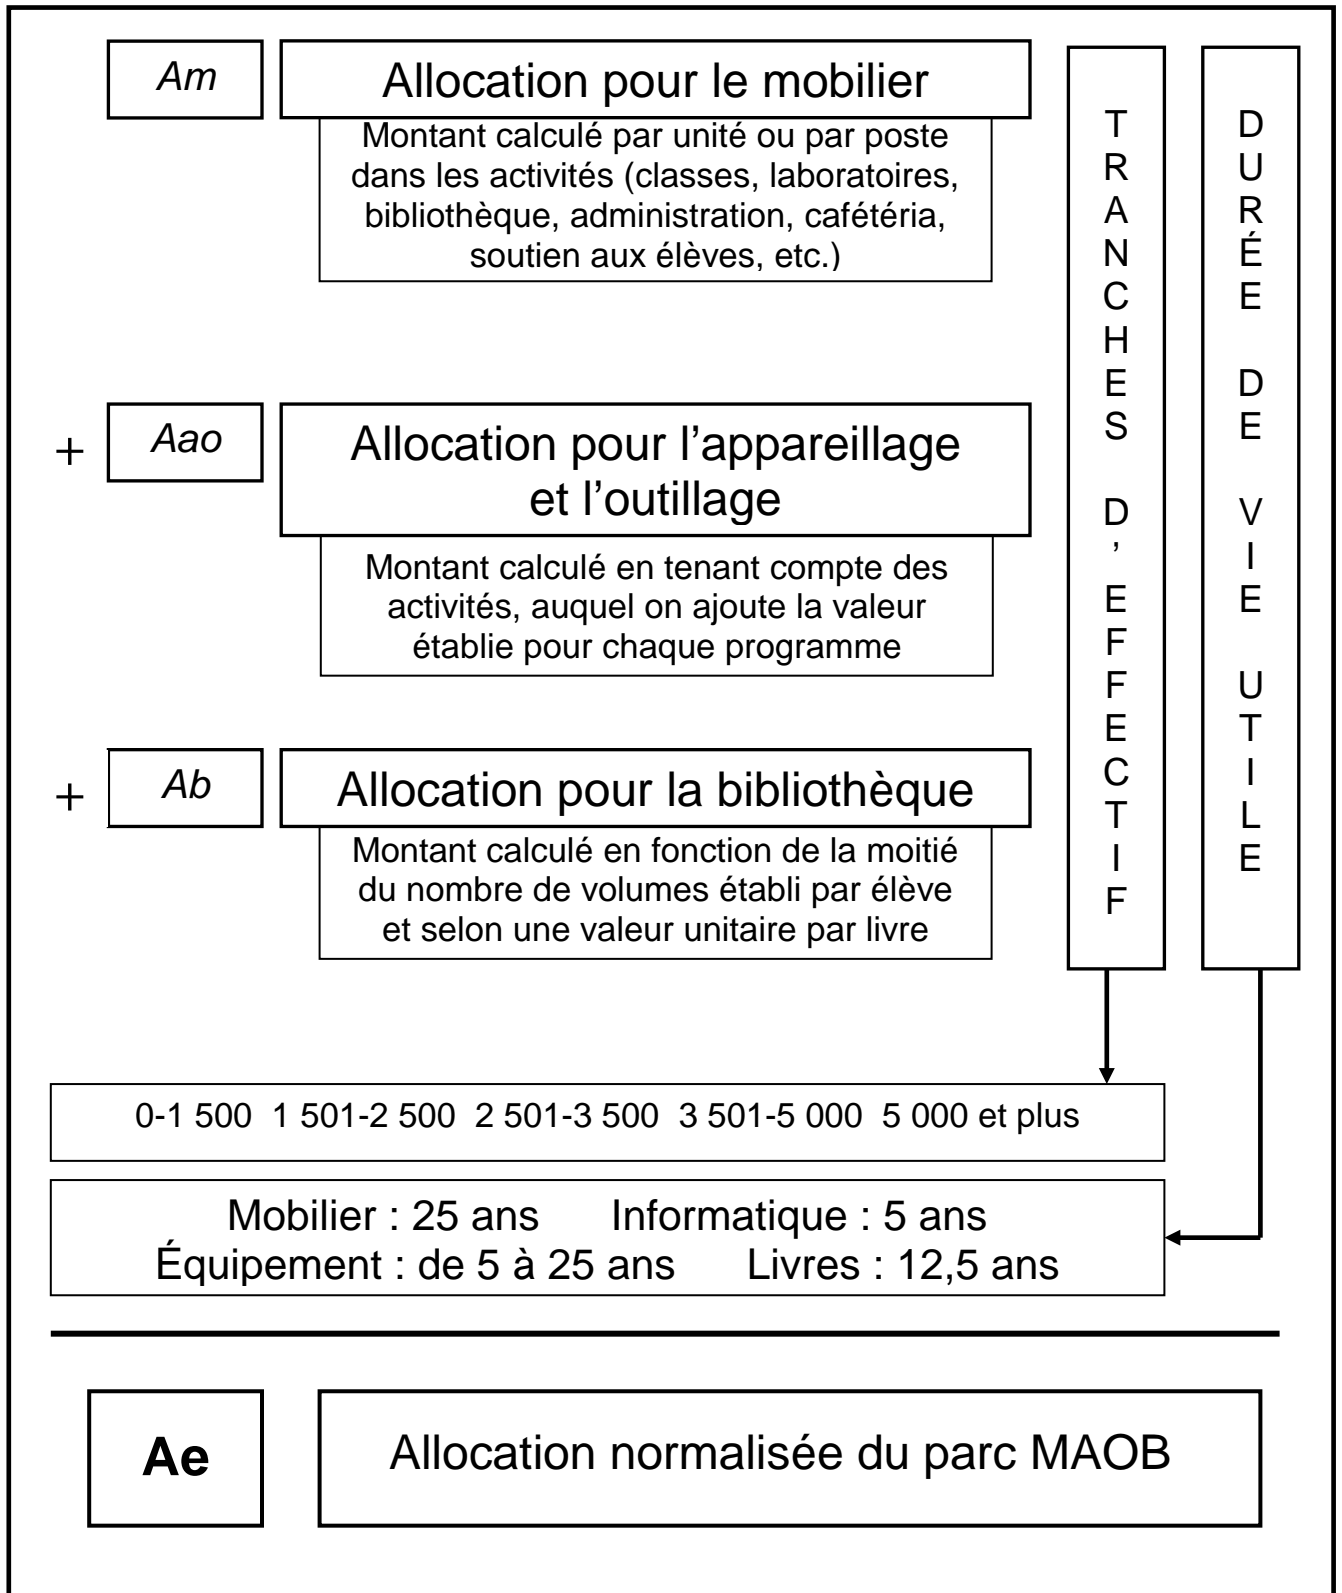 Am
Allocation pour le mobilier
Montant calculé par unité ou par poste
dans les activités (classes, laboratoires,
bibliothèque, administration, cafétéria,
soutien aux élèves, etc.)
+
Aao
Allocation pour l'appareillage
et l'outillage
Montant calculé en tenant compte des
activités, auquel on ajoute la valeur
établie pour chaque programme
+
Ab
Allocation pour la bibliothèque
Montant calculé en fonction de la moitié
du nombre de volumes établi par élève
et selon une valeur unitaire par livre
TRANCHES D' EFFECTIF
DURÉE DE VIE UTILE
0-1 500 1 501-2 500 2 501-3 500 3 501-5 000 5 000 et plus
Mobilier : 25 ans Informatique : 5 ans
Équipement : de 5 à 25 ans Livres : 12,5 ans
Ae
Allocation normalisée du parc MAOB